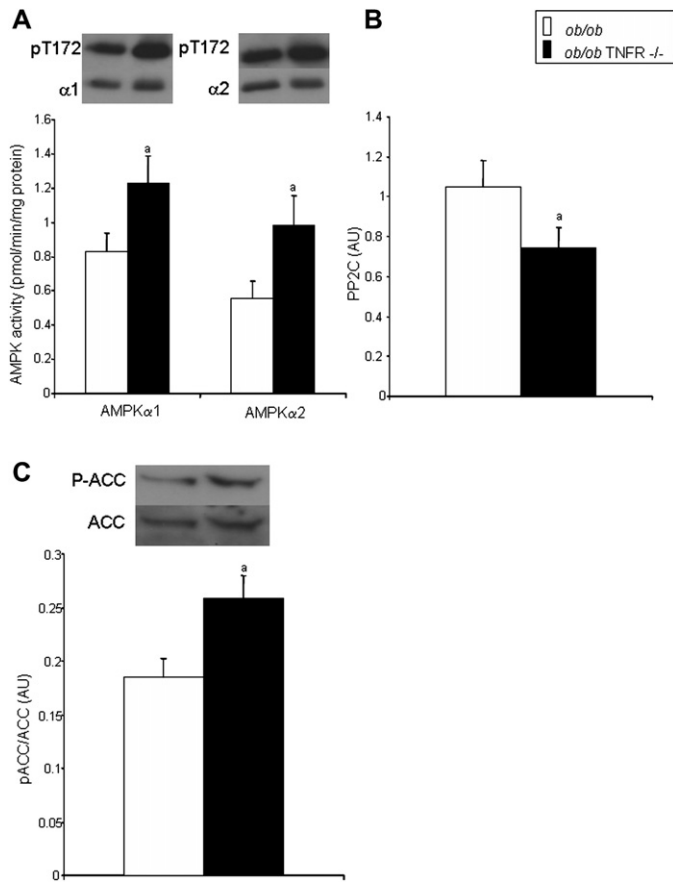 A
pT172
α1
pT172
α2
AMPK activity (pmol/min/mg protein)
1.6
1.4
1.2
1
0.8
0.6
0.4
0.2
0
a
a
AMPKα1
AMPKα2
B
ob/ob
ob/ob TNFR -/-
PP2C (AU)
1.4
1.2
1
0.8
0.6
0.4
0.2
0
a
C
P-ACC
ACC
pACC/ACC (AU)
0.3
0.25
0.2
0.15
0.1
0.05
0
a